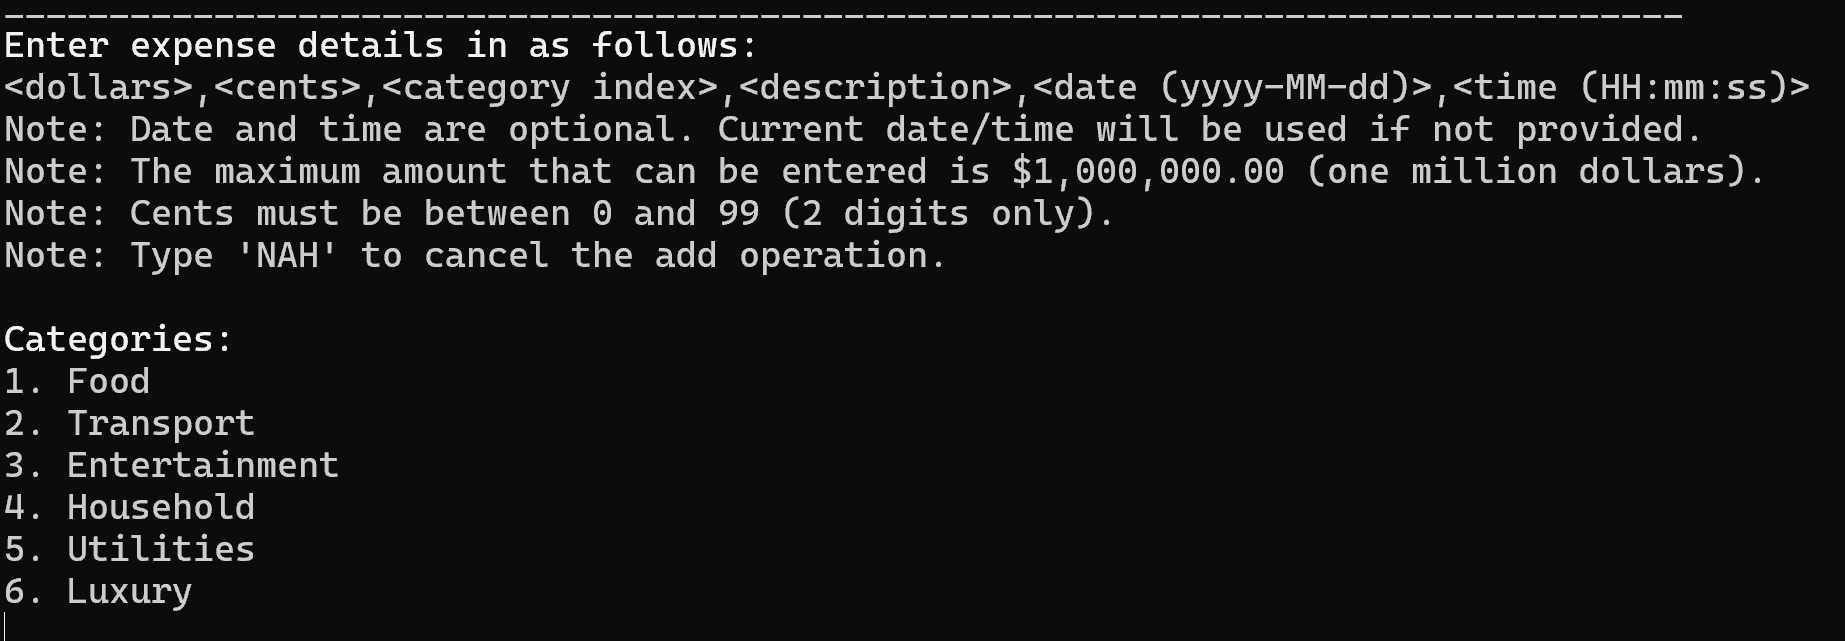 --------------------------------------------------------------------------------
Enter expense details in as follows:
<dollars>,<cents>,<category index>,<description>,<date (yyyy-MM-dd)>,<time (HH:mm:ss)>
Note: Date and time are optional. Current date/time will be used if not provided.
Note: The maximum amount that can be entered is $1,000,000.00 (one million dollars).
Note: Cents must be between 0 and 99 (2 digits only).
Note: Type 'NAH' to cancel the add operation.
Categories:
1. Food
2. Transport
3. Entertainment
4. Household
5. Utilities
6. Luxury